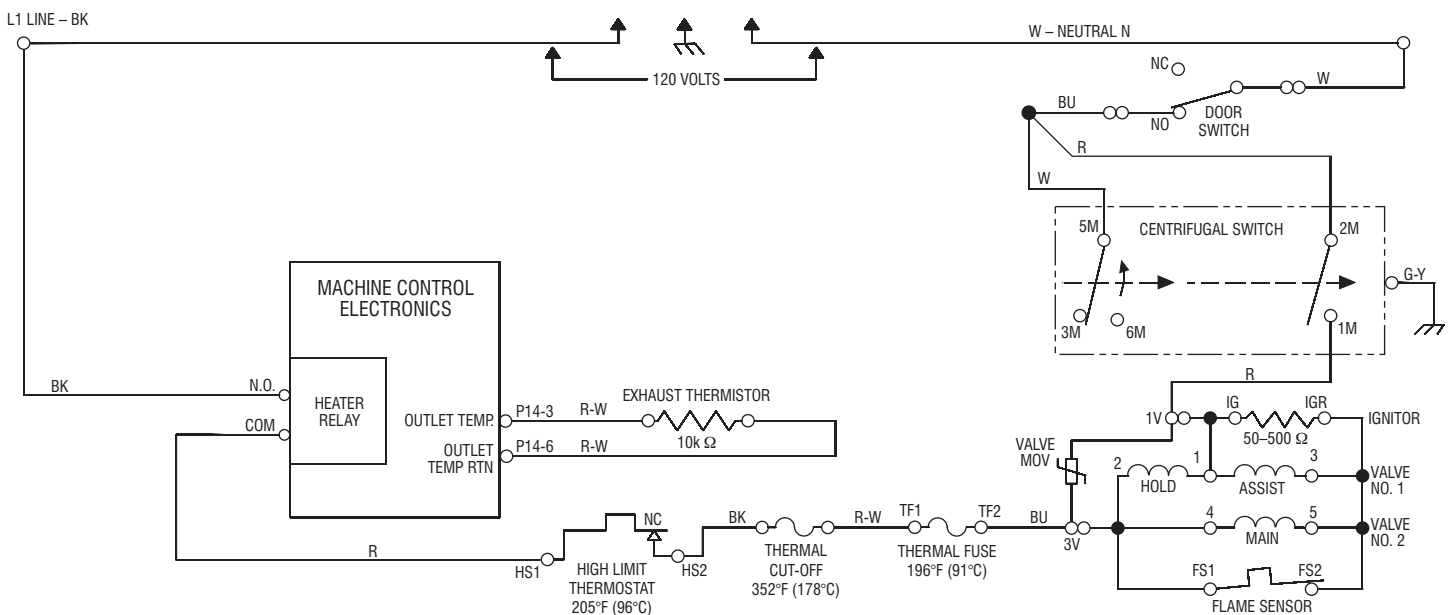 L1 LINE – BK
W – NEUTRAL N
120 VOLTS
NC
W
BU
NO
DOOR
SWITCH
R
W
5M
CENTRIFUGAL SWITCH
2M
G-Y
3M
6M
1M
R
MACHINE CONTROL
ELECTRONICS
BK
N.O.
HEATER
RELAY
COM
OUTLET TEMP.
P14-3
R-W
EXHAUST THERMISTOR
10k Ω
OUTLET
TEMP RTN
P14-6
R-W
1V
IG
IGR
IGNITOR
50–500 Ω
VALVE
MOV
2
1
3
HOLD
ASSIST
VALVE
NO. 1
4
5
MAIN
VALVE
NO. 2
FS1
FS2
FLAME SENSOR
R
HS1
NC
HS2
HIGH LIMIT
THERMOSTAT
205°F (96°C)
BK
THERMAL
CUT-OFF
352°F (178°C)
R-W
TF1
TF2
THERMAL FUSE
196°F (91°C)
BU
3V